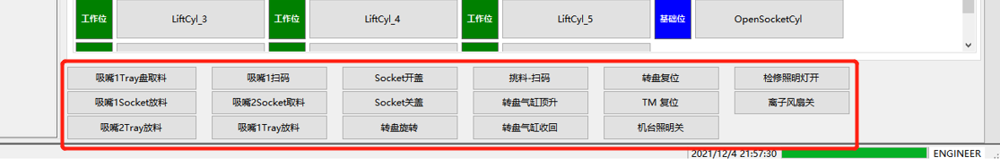 工作位 LiftCyl_3 工作位 LiftCyl_4 工作位 LiftCyl_5 基础位 OpenSocketCyl
吸嘴1Tray盘取料 吸嘴1扫码 Socket开盖 挑料-扫码 转盘复位 检修照明灯开
吸嘴1Socket放料 吸嘴2Socket取料 Socket关盖 转盘气缸顶升 TM 复位 离子风扇关
吸嘴2Tray放料 吸嘴1Tray放料 转盘旋转 转盘气缸收回 机台照明关
2021/12/4 21:57:30 ENGINEER